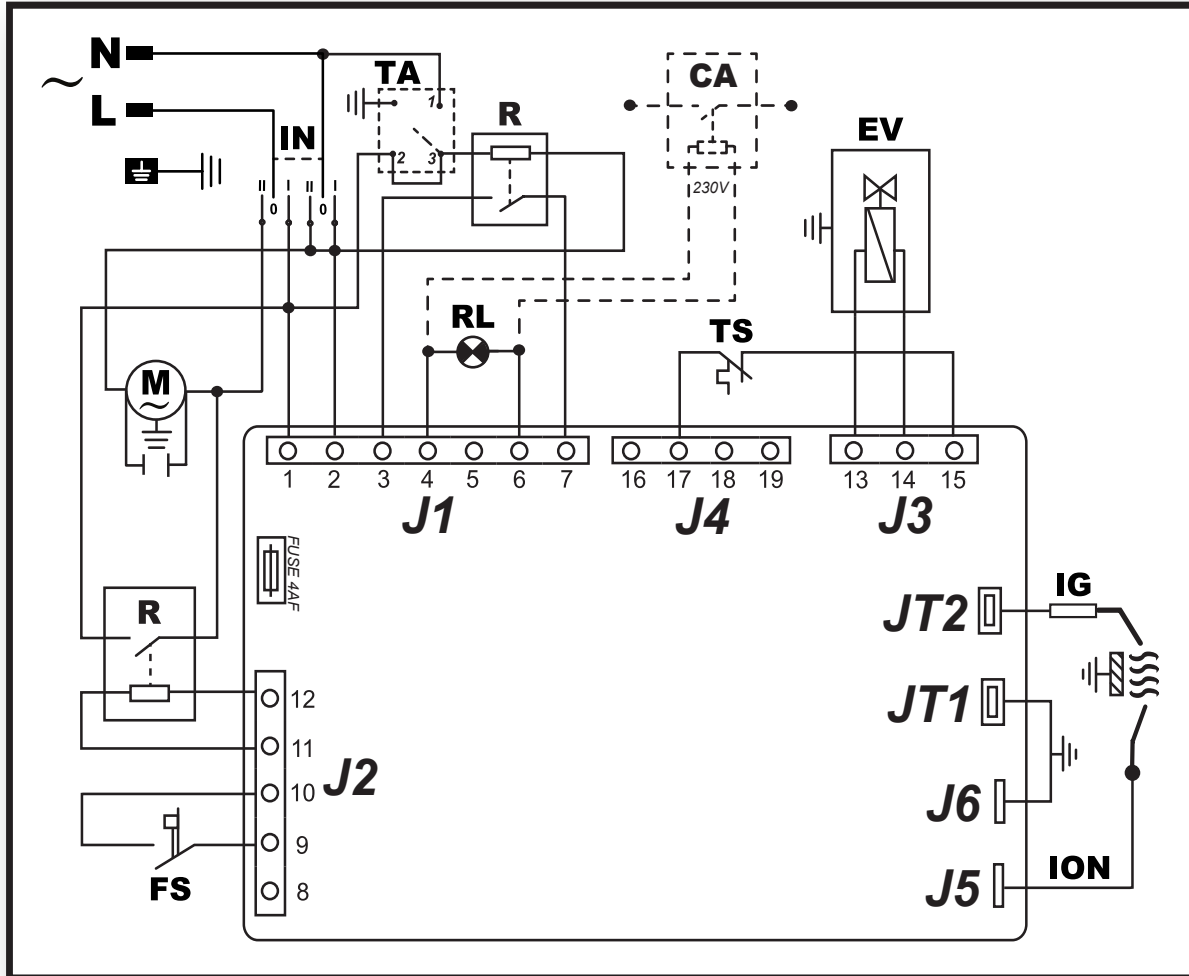 N
TA
CA
~
1
L
R
EV
IN
2 3
II I II I
0 0
230V
RL
TS
M
~
1 2 3 4 5 6 7
16 17 18 19
13 14 15
J1
J4
J3
FUSE 4AF
IG
R
JT2
12
JT1
11
J2
10
J6
9
ION
FS
8
J5